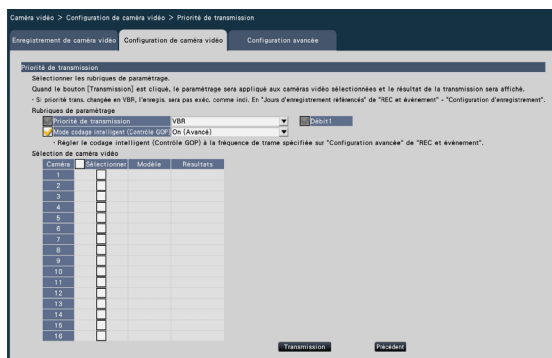 Caméra vidéo > Configuration de caméra vidéo > Priorité de transmission
Enregistrement de caméra vidéo Configuration de caméra vidéo Configuration avancée
Priorité de transmission
Sélectionner les rubriques de paramétrage.
Quand le bouton [Transmission] est cliqué, le paramétrage sera appliqué aux caméras vidéo sélectionnées et le résultat de la transmission sera affiché.
· Si priorité trans. changée en VBR, l'enregis. sera pas exéc. comme indi. En "Jours d'enregistrement référencés" de "REC et événement" - "Configuration d'enregistrement".
Rubriques de paramétrage
Priorité de transmission VBR Débit1
Mode codage intelligent (Contrôle GOP) On (Avancé)
· Régler le codage intelligent (Contrôle GOP) à la fréquence de trame spécifiée sur "Configuration avancée" de "REC et évènement".
Sélection de caméra vidéo
Caméra Sélectionner Modèle Résultats
1
2
3
4
5
6
7
8
9
10
11
12
13
14
15
16
Transmission Précédent